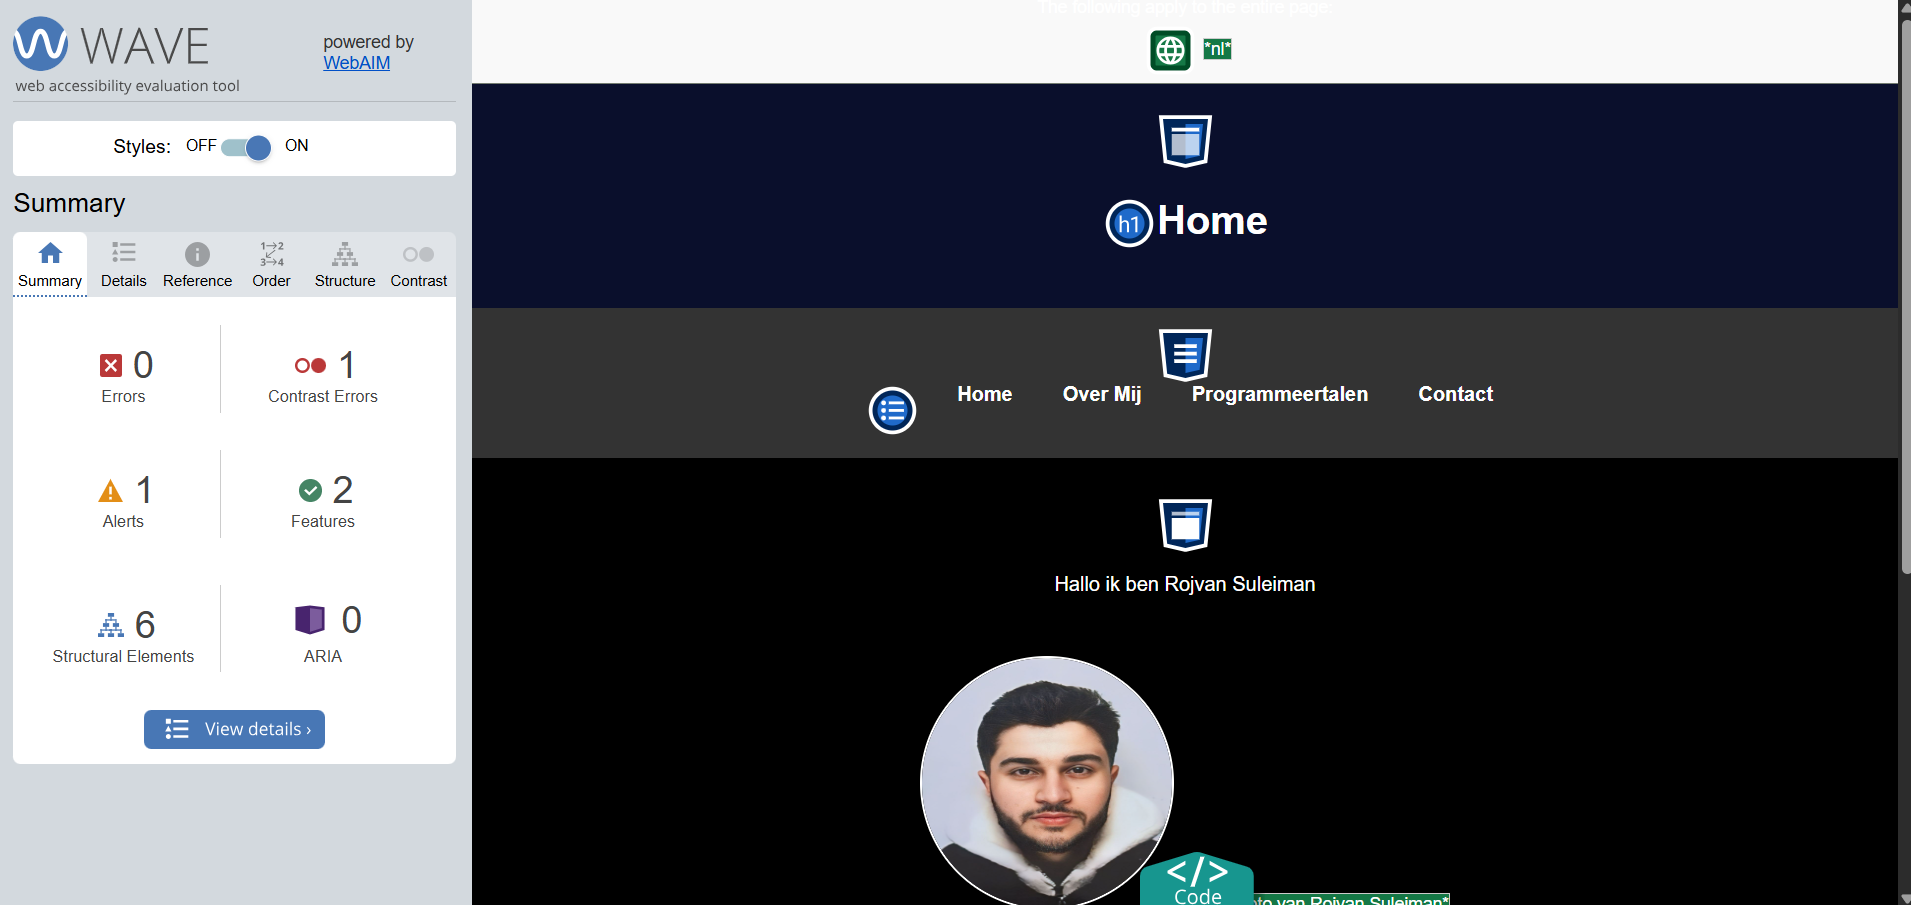 WAVE
web accessibility evaluation tool
powered by
WebAIM
Styles: OFF ON
Summary
Summary Details Reference Order Structure Contrast
0
Errors
1
Contrast Errors
1
Alerts
2
Features
6
Structural Elements
0
ARIA
View details ›
The following apply to the entire page
*nl*
h1 Home
Home Over Mij Programmeertalen Contact
Hallo ik ben Rojvan Suleiman
</>
Code
van Rojvan Suleiman*